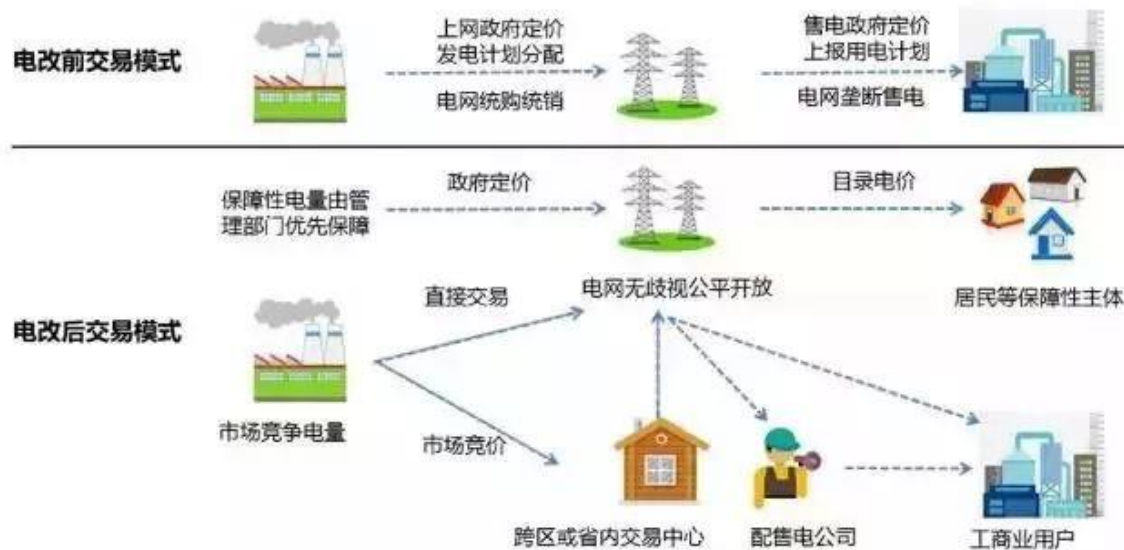 电改前交易模式
上网政府定价
发电计划分配
电网统购统销
售电政府定价
上报用电计划
电网垄断售电
电改后交易模式
保障性电量由管
理部门优先保障
政府定价
目录电价
电网无歧视公平开放
居民等保障性主体
直接交易
市场竞争电量
市场竞价
跨区或省内交易中心
配售电公司
工商业用户